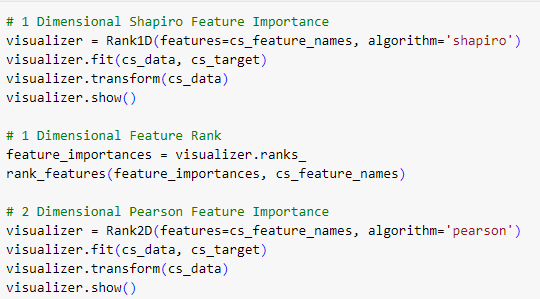 # 1 Dimensional Shapiro Feature Importance
visualizer = Rank1D(features=cs_feature_names, algorithm='shapiro')
visualizer.fit(cs_data, cs_target)
visualizer.transform(cs_data)
visualizer.show()
# 1 Dimensional Feature Rank
feature_importances = visualizer.ranks_
rank_features(feature_importances, cs_feature_names)
# 2 Dimensional Pearson Feature Importance
visualizer = Rank2D(features=cs_feature_names, algorithm='pearson')
visualizer.fit(cs_data, cs_target)
visualizer.transform(cs_data)
visualizer.show()